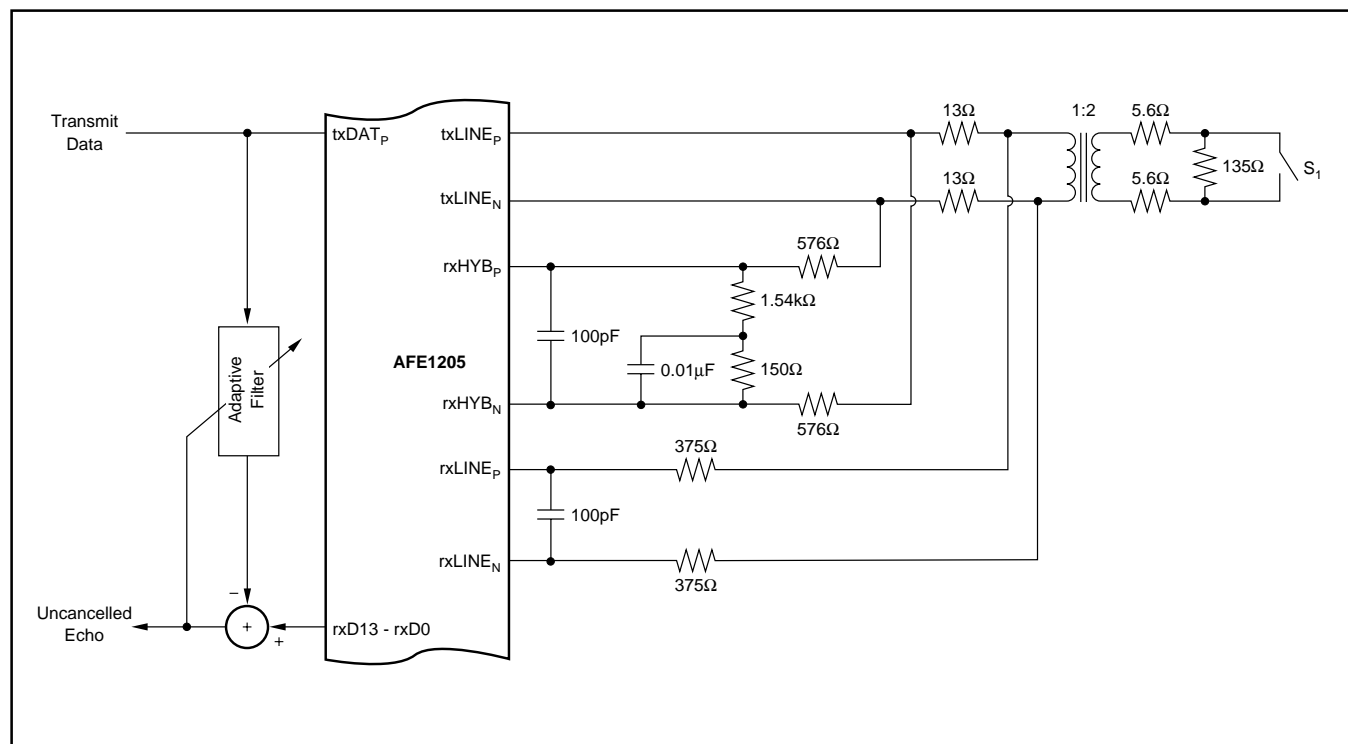 Transmit
Data
txDATP
txLINEP
13Ω
1:2
5.6Ω
135Ω
S1
txLINEN
13Ω
5.6Ω
rxHYBP
576Ω
1.54kΩ
100pF
AFE1205
0.01µF
150Ω
Adaptive
Filter
rxHYBN
576Ω
375Ω
rxLINEP
100pF
rxLINEN
375Ω
Uncancelled
Echo
–
+
+
rxD13 - rxD0